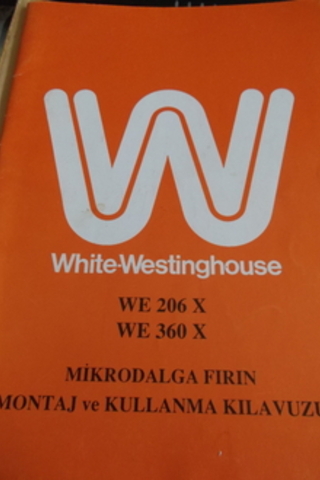 White-Westinghouse
WE 206 X
WE 360 X
MİKRODALGA FIRIN
MONTAJ ve KULLANMA KILAVUZU